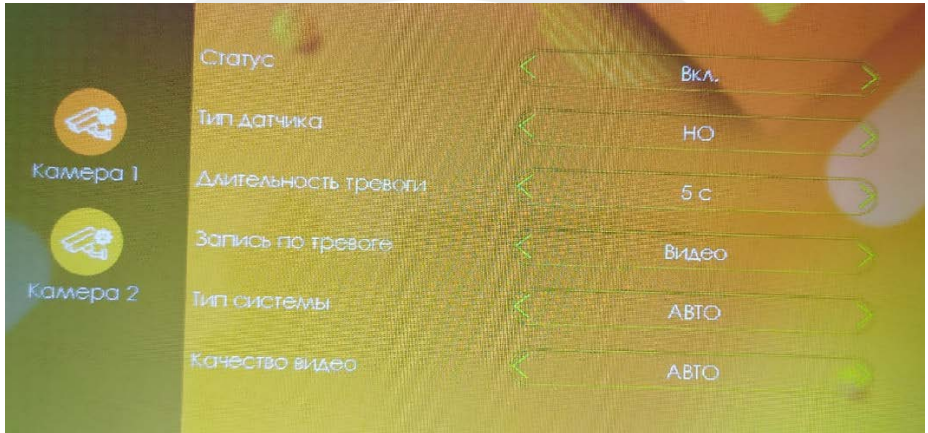 Камера 1
Камера 2
Статус
Вкл.
Тип датчика
НО
Длительность тревоги
5 с
Запись по тревоге
Видео
Тип системы
АВТО
Качество видео
АВТО